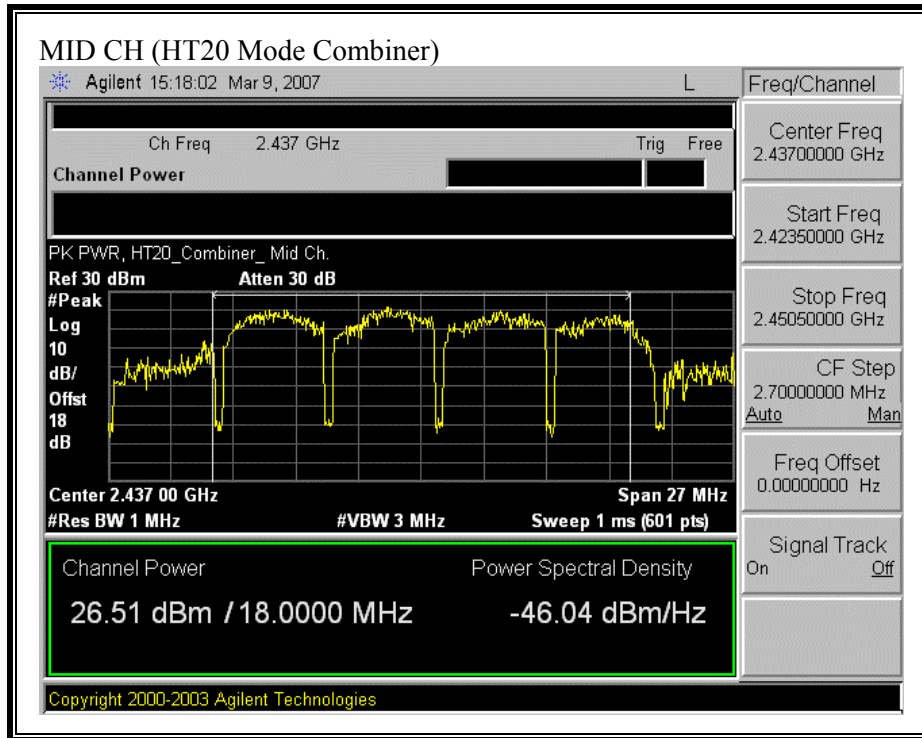 MID CH (HT20 Mode Combiner)
Agilent 15:18:02 Mar 9, 2007 L
Freq/Channel
Ch Freq 2.437 GHz Trig Free
Channel Power
Center Freq
2.43700000 GHz
Start Freq
2.42350000 GHz
PK PWR, HT20_Combiner_ Mid Ch.
Ref 30 dBm Atten 30 dB
#Peak
Log
10
dB/
Offst
18
dB
Stop Freq
2.45050000 GHz
CF Step
2.70000000 MHz
Auto Man
Freq Offset
0.00000000 Hz
Center 2.437 00 GHz Span 27 MHz
#Res BW 1 MHz #VBW 3 MHz Sweep 1 ms (601 pts)
Signal Track
On Off
Channel Power Power Spectral Density
26.51 dBm / 18.0000 MHz -46.04 dBm/Hz
Copyright 2000-2003 Agilent Technologies